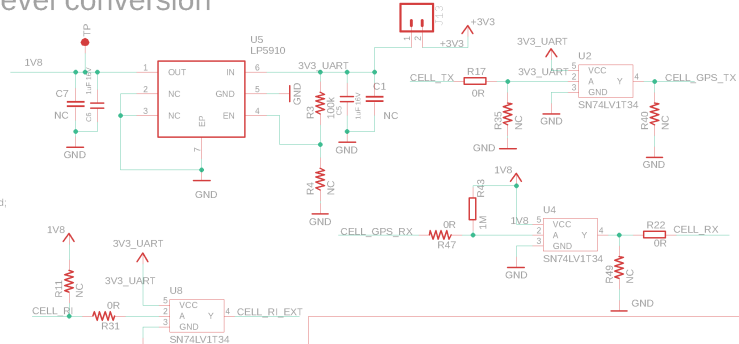 evel conversion
J13
1 2
+3V3
+3V3
TP
U5
LP5910
1V8
1 OUT
IN 6
2 NC
GND 5
3 NC
EN 4
EP
7
GND
C7
NC
C6
1uF 16V
GND
3V3_UART
GND
R3
100k
C5
1uF 16V
C1
NC
GND
R4
NC
GND
3V3_UART
U2
CELL_TX
R17
0R
3V3_UART
5 VCC
2 A
Y 4
3 GND
SN74LV1T34
CELL_GPS_TX
R35
NC
GND
GND
R40
NC
GND
d;
1V8
R43
1M
U4
1V8
5 VCC
2 A
Y 4
3 GND
SN74LV1T34
CELL_GPS_RX
0R
R47
GND
R22
0R
CELL_RX
R49
NC
GND
1V8
3V3_UART
3V3_UART
R11
NC
CELL_RI
0R
R31
U8
5 VCC
2 A
Y 4
3 GND
SN74LV1T34
CELL_RI_EXT